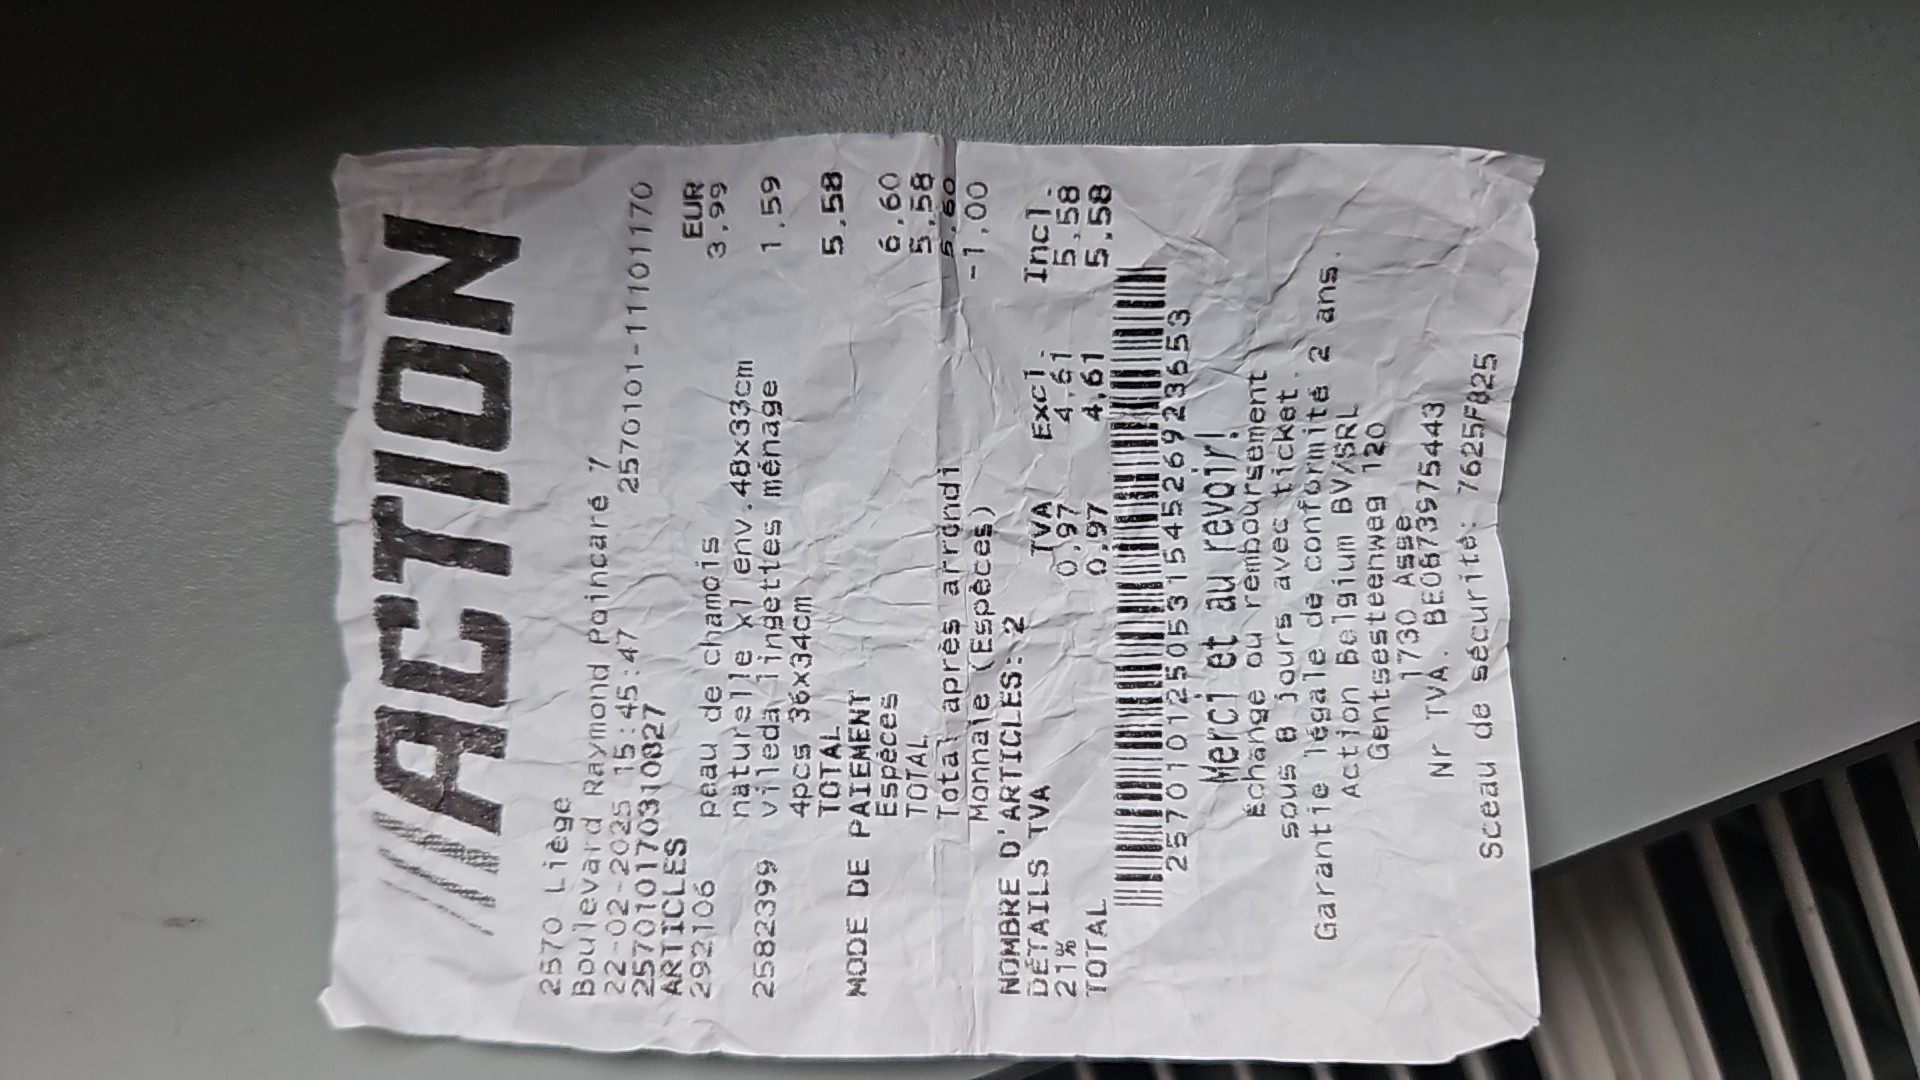 ACTION
2570 Liège
Boulevard Raymond Poincaré 7
22-02-2025 15:45:47 2570101-111101170
257010170310827
ARTICLES EUR
292106 peau de chamois 3,99
naturelle x1 env.48x33cm
2582399 vileda lingettes ménage 1,59
4pcs 36x34cm
TOTAL 5,58
MODE DE PAIEMENT
Espèces 6,60
TOTAL 5,58
Total après arrondi 5,60
Monnaie (Espèces) -1,00
NOMBRE D'ARTICLES: 2
DÉTAILS TVA TVA Excl. Incl.
21% 0,97 4,61 5,58
TOTAL 0,97 4,61 5,58
Merci et au revoir!
Échange ou remboursement
sous 8 jours avec ticket.
Garantie légale de conformité 2 ans.
Action Belgium BV/SRL
Gentsesteenweg 120
1730 Asse
Nr TVA. BE0873975443
Sceau de sécurité: 7625F825